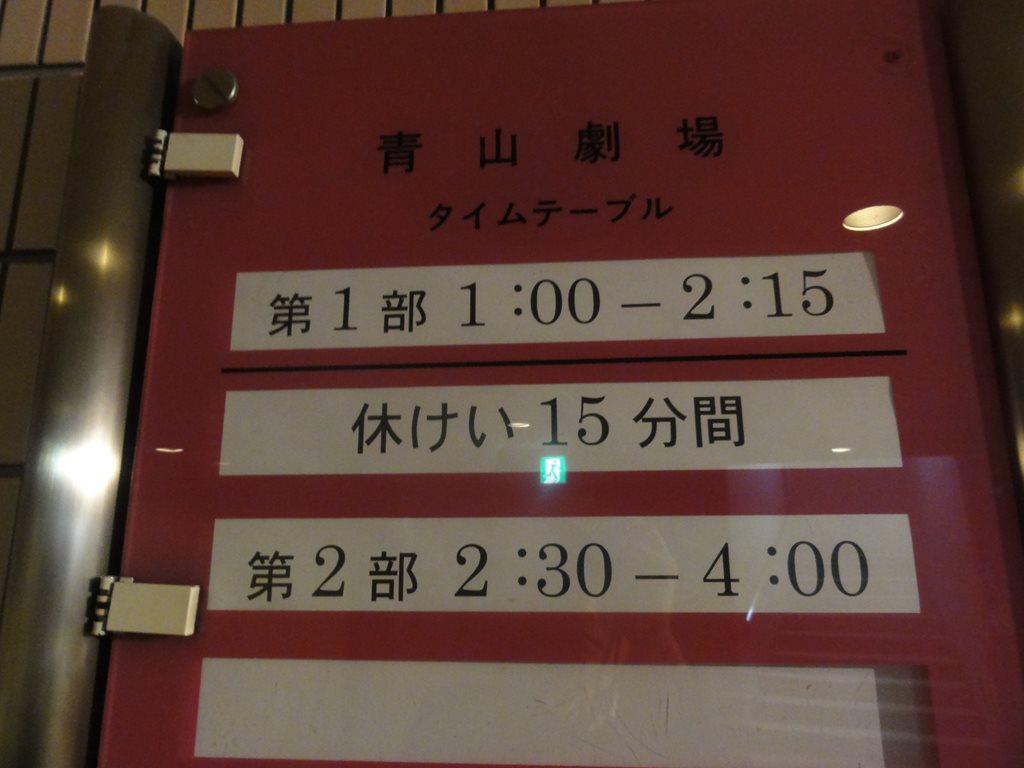 青山劇場
タイムテーブル
第1部 1:00-2:15
休けい 15分間
第2部 2:30-4:00